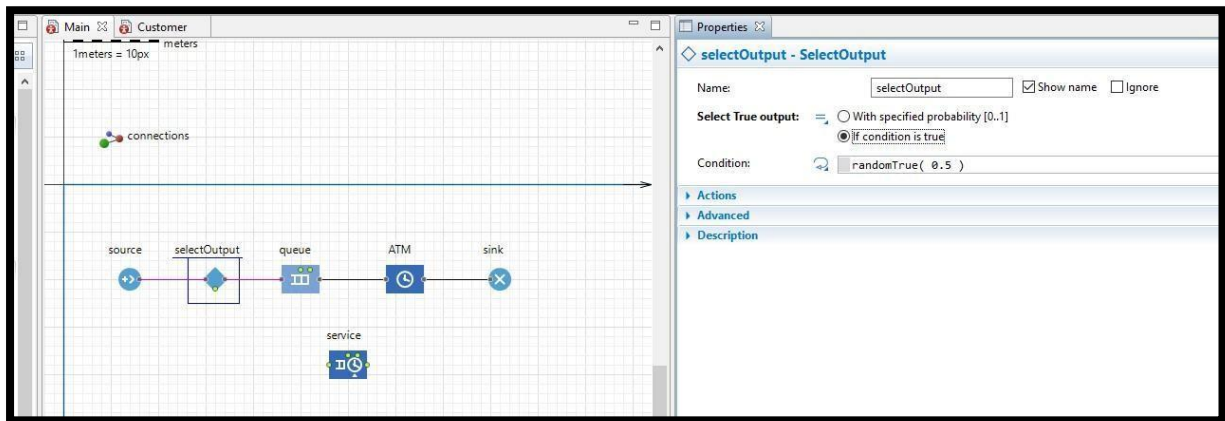 Main
Customer
meters
1meters = 10px
connections
source
selectOutput
queue
ATM
sink
service
Properties
selectOutput - SelectOutput
Name:
selectOutput
Show name
Ignore
Select True output:
With specified probability [0..1]
If condition is true
Condition:
randomTrue( 0.5 )
Actions
Advanced
Description